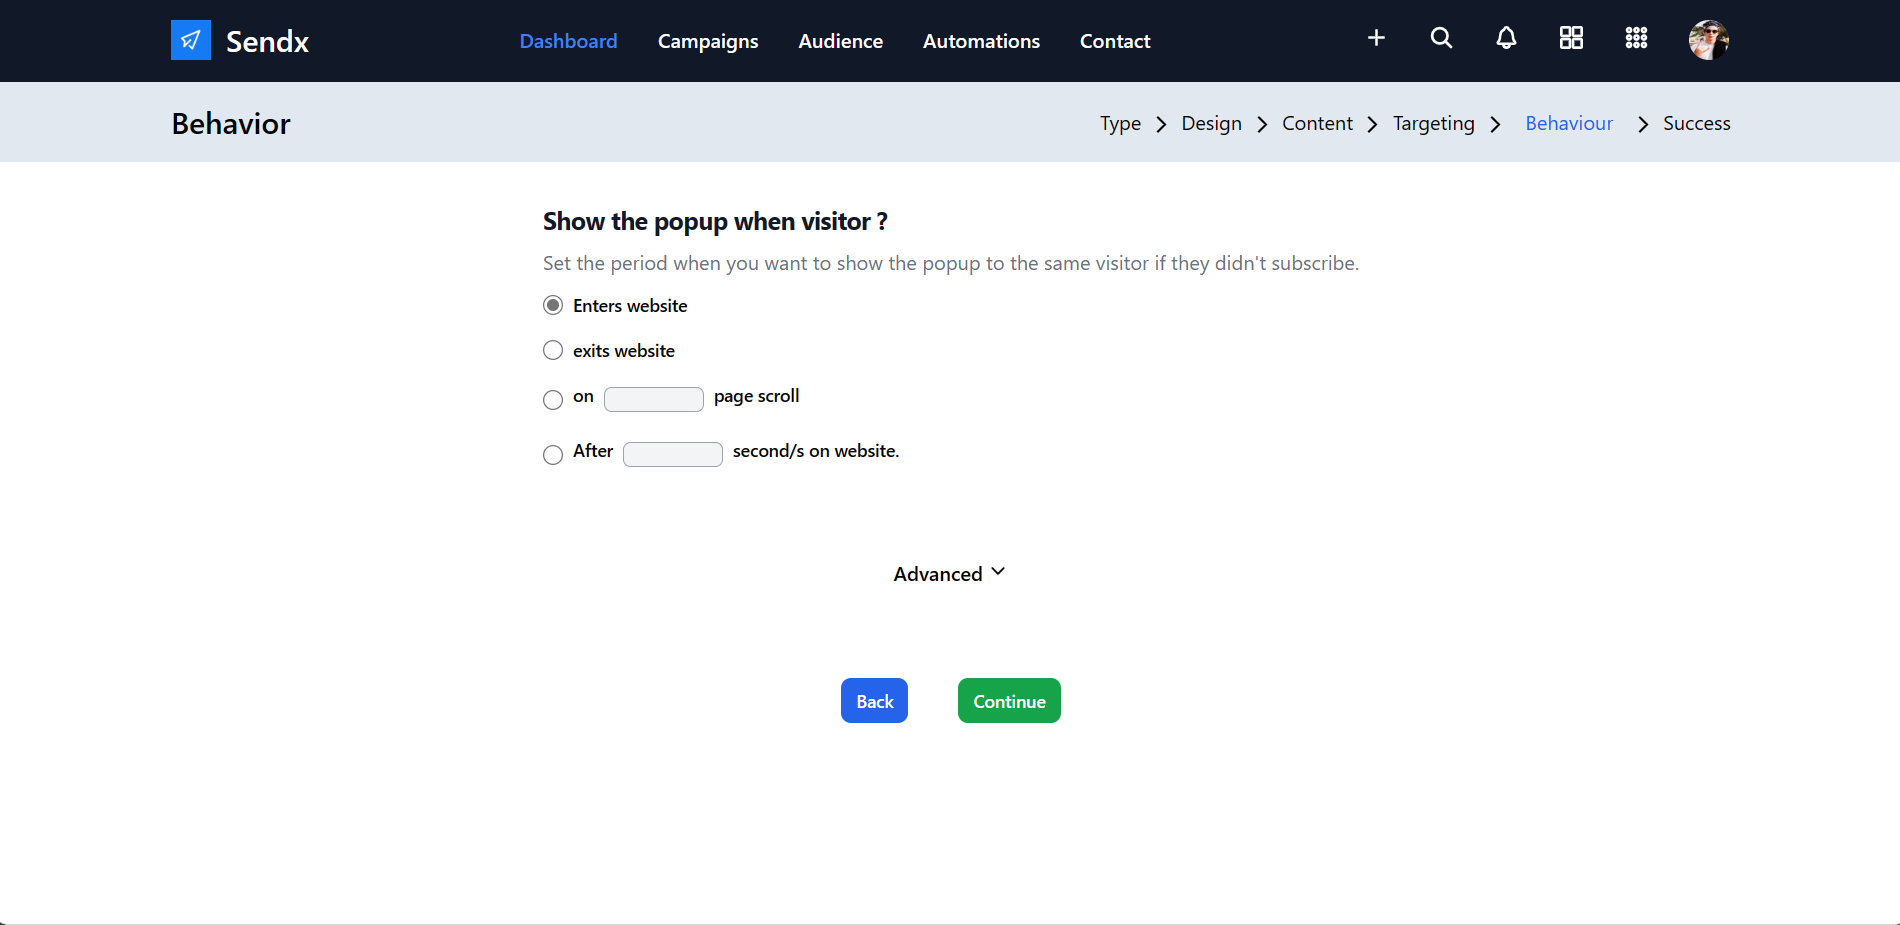 Sendx Dashboard Campaigns Audience Automations Contact
Behavior Type Design Content Targeting Behaviour Success
Show the popup when visitor ?
Set the period when you want to show the popup to the same visitor if they didn't subscribe.
Enters website
exits website
on page scroll
After second/s on website.
Advanced
Back Continue